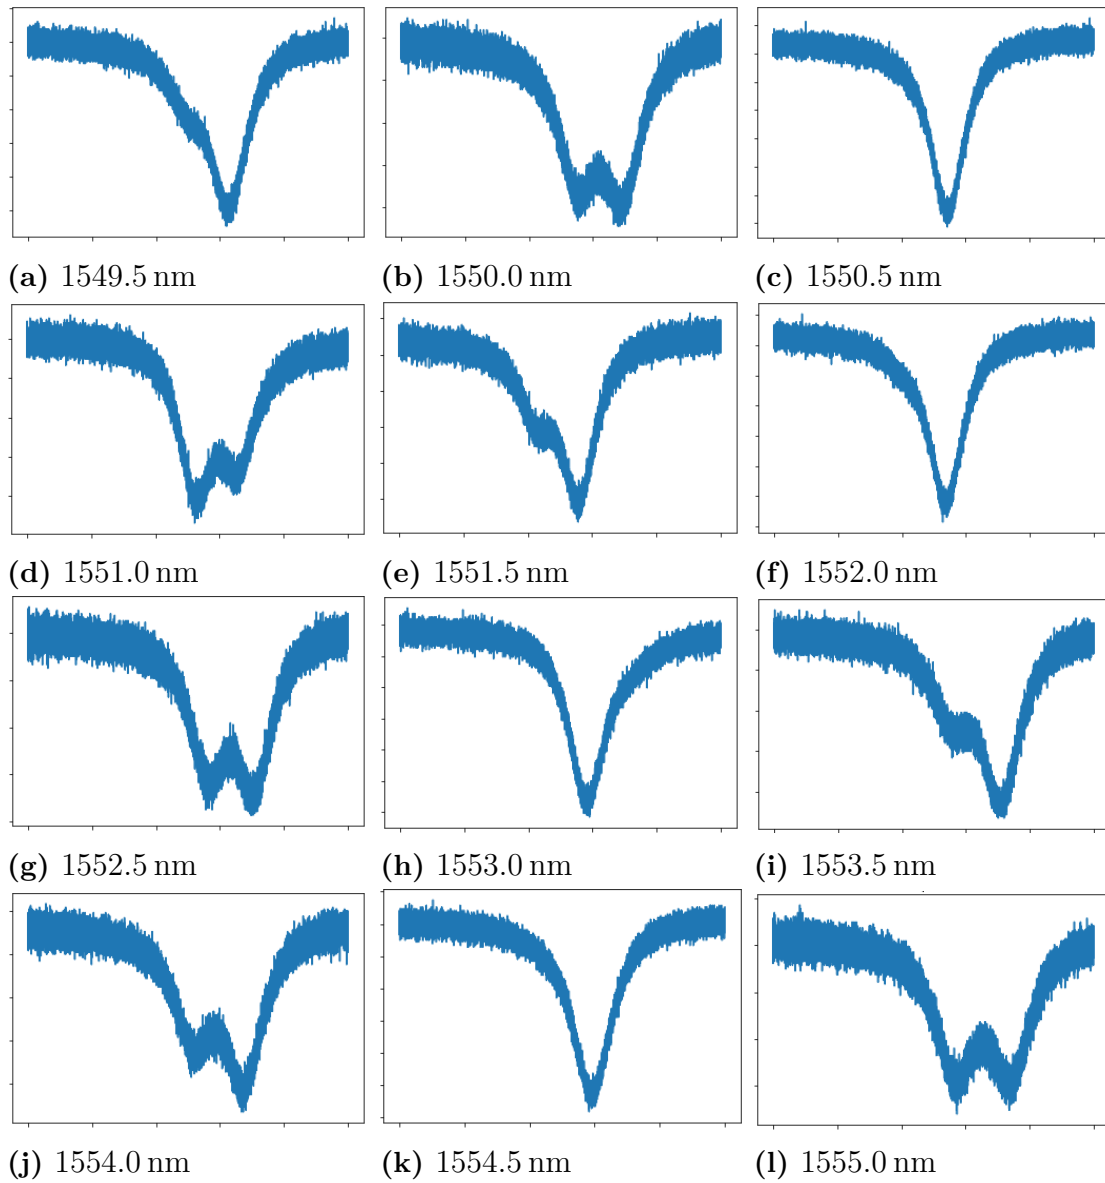 (a) 1549.5 nm
(b) 1550.0 nm
(c) 1550.5 nm
(d) 1551.0 nm
(e) 1551.5 nm
(f) 1552.0 nm
(g) 1552.5 nm
(h) 1553.0 nm
(i) 1553.5 nm
(j) 1554.0 nm
(k) 1554.5 nm
(l) 1555.0 nm